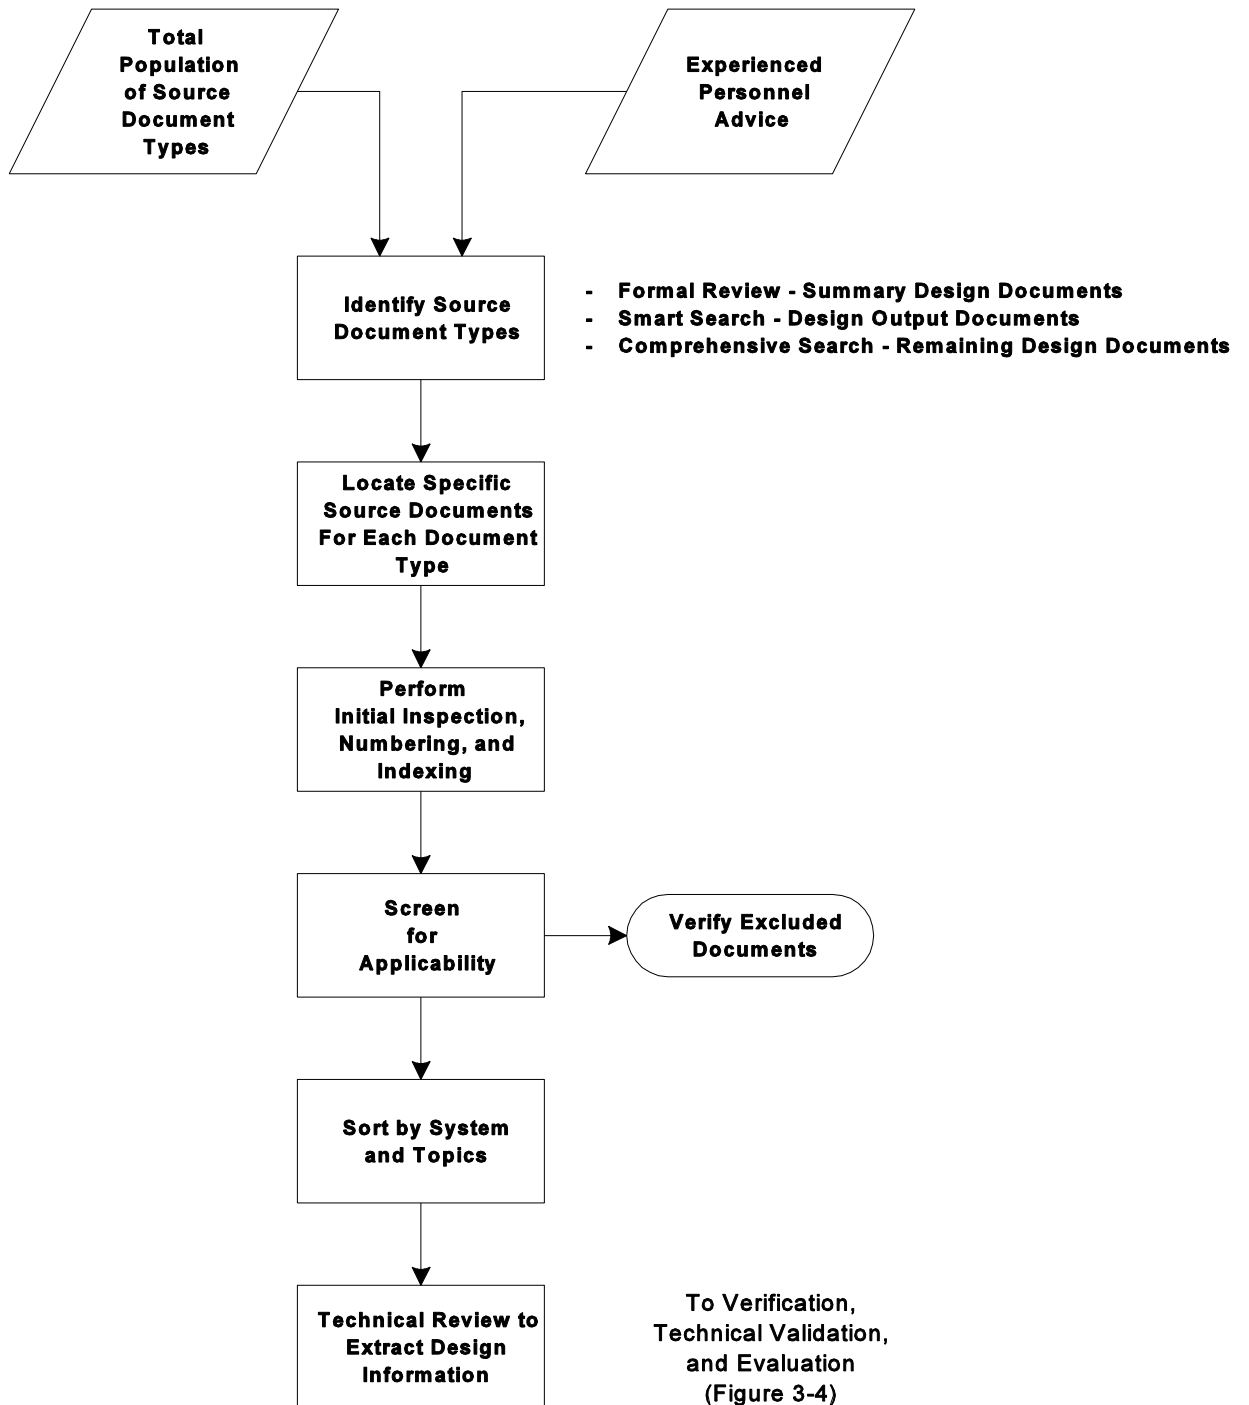 Total
Population
of Source
Document
Types
Experienced
Personnel
Advice
Identify Source
Document Types
- Formal Review - Summary Design Documents
- Smart Search - Design Output Documents
- Comprehensive Search - Remaining Design Documents
Locate Specific
Source Documents
For Each Document
Type
Perform
Initial Inspection,
Numbering, and
Indexing
Screen
for
Applicability
Verify Excluded
Documents
Sort by System
and Topics
Technical Review to
Extract Design
Information
To Verification,
Technical Validation,
and Evaluation
(Figure 3-4)